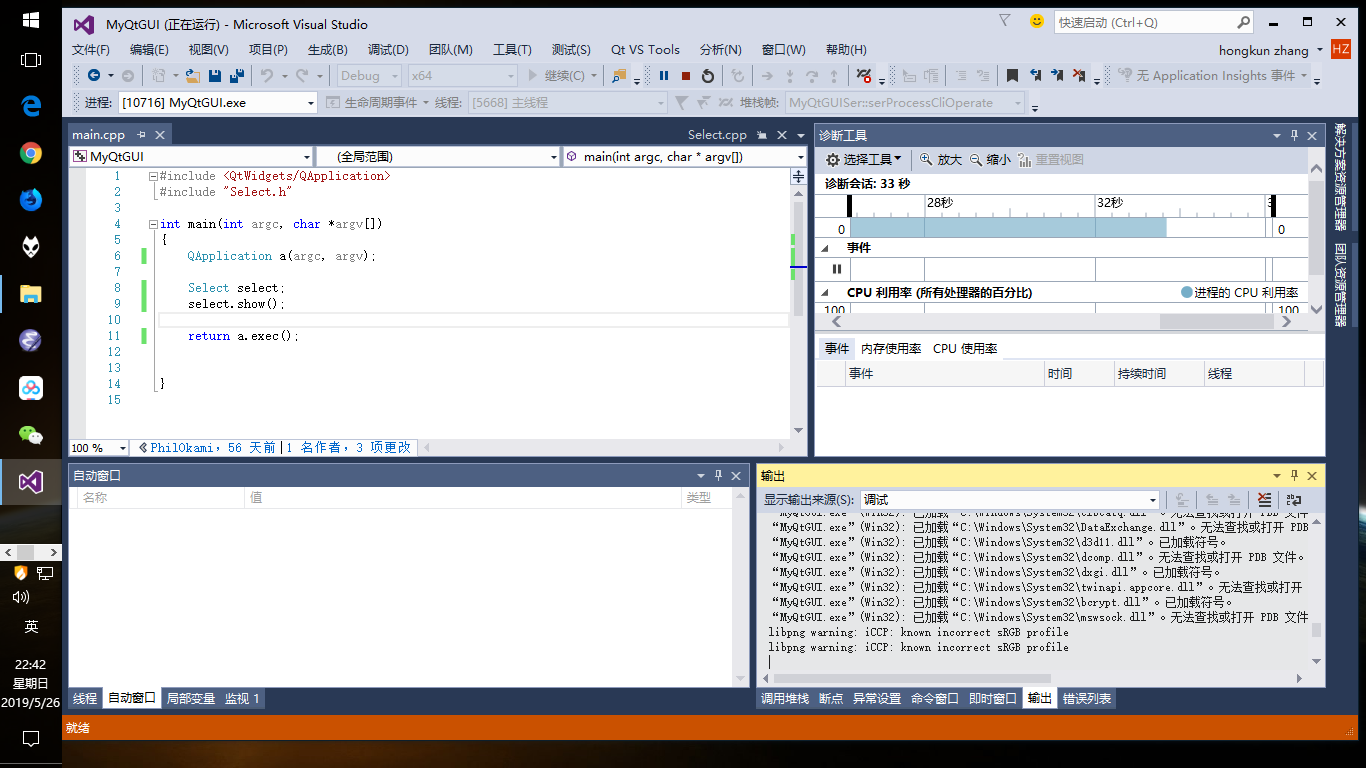 MyQtGUI (正在运行) - Microsoft Visual Studio
快速启动 (Ctrl+Q)
文件(F) 编辑(E) 视图(V) 项目(P) 生成(B) 调试(D) 团队(M) 工具(T) 测试(S) Qt VS Tools 分析(N) 窗口(W) 帮助(H)
hongkun zhang HZ
Debug x64 继续(C) 无 Application Insights 事件
进程: [10716] MyQtGUI.exe 生命周期事件 线程: [5668] 主线程 堆栈帧: MyQtGUISer::serProcessCliOperate
main.cpp Select.cpp
MyQtGUI (全局范围) main(int argc, char * argv[])
1 #include <QtWidgets/QApplication>
2 #include "Select.h"
3
4 int main(int argc, char *argv[])
5 {
6 QApplication a(argc, argv);
7
8 Select select;
9 select.show();
10
11 return a.exec();
12
13
14 }
15
100 % PhilOkami，56 天前|1 名作者，3 项更改
诊断工具
选择工具 放大 缩小 重置视图
诊断会话: 33 秒
28秒 32秒
0 0
事件
CPU 利用率 (所有处理器的百分比) 进程的 CPU 利用率
100 100
事件 内存使用率 CPU 使用率
事件 时间 持续时间 线程
解决方案资源管理器
团队资源管理器
自动窗口
名称 值 类型
线程 自动窗口 局部变量 监视 1
输出
显示输出来源(S): 调试
“MyQtGUI.exe”(Win32): 已加载“C:\Windows\System32\clbcatq.dll”。无法查找或打开 PDB 文件
“MyQtGUI.exe”(Win32): 已加载“C:\Windows\System32\DataExchange.dll”。无法查找或打开 PDB
“MyQtGUI.exe”(Win32): 已加载“C:\Windows\System32\d3d11.dll”。已加载符号。
“MyQtGUI.exe”(Win32): 已加载“C:\Windows\System32\dcomp.dll”。无法查找或打开 PDB 文件。
“MyQtGUI.exe”(Win32): 已加载“C:\Windows\System32\dxgi.dll”。已加载符号。
“MyQtGUI.exe”(Win32): 已加载“C:\Windows\System32\twinapi.appcore.dll”。无法查找或打开
“MyQtGUI.exe”(Win32): 已加载“C:\Windows\System32\bcrypt.dll”。已加载符号。
“MyQtGUI.exe”(Win32): 已加载“C:\Windows\System32\mswsock.dll”。无法查找或打开 PDB 文件
libpng warning: iCCP: known incorrect sRGB profile
libpng warning: iCCP: known incorrect sRGB profile
调用堆栈 断点 异常设置 命令窗口 即时窗口 输出 错误列表
就绪
英
22:42
星期日
2019/5/26